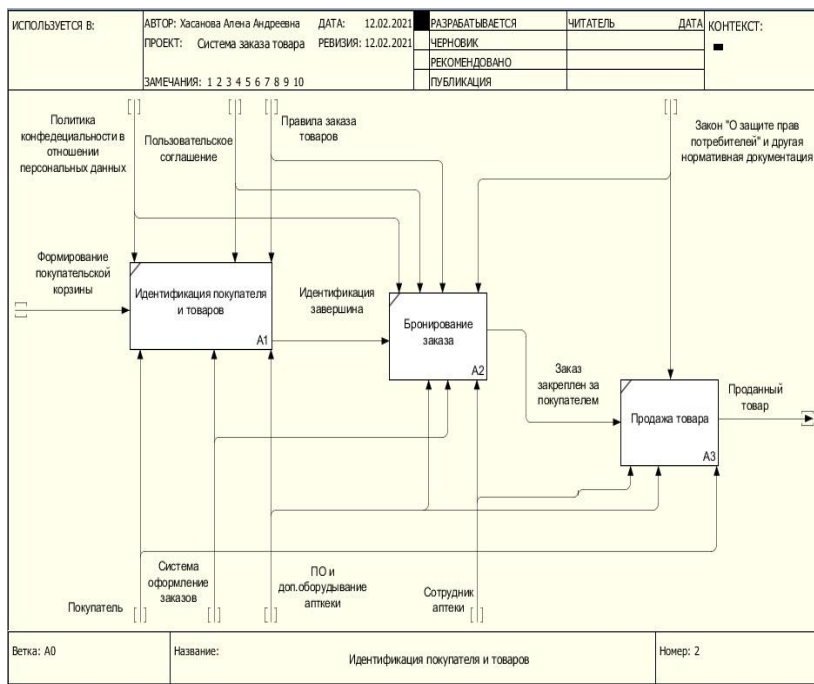 ИСПОЛЬЗУЕТСЯ В:
АВТОР: Хасанова Алена Андреевна
ДАТА: 12.02.2021
ПРОЕКТ: Система заказа товара
РЕВИЗИЯ: 12.02.2021
ЗАМЕЧАНИЯ: 1 2 3 4 5 6 7 8 9 10
РАЗРАБАТЫВАЕТСЯ
ЧЕРНОВИК
РЕКОМЕНДОВАНО
ПУБЛИКАЦИЯ
ЧИТАТЕЛЬ
ДАТА
КОНТЕКСТ:
Политика
конфедециальности в
отношении
персональных данных
Пользовательское
соглашение
Правила заказа
товаров
Закон "О защите прав
потребителей" и другая
нормативная документация
Формирование
покупательской
корзины
Идентификация покупателя
и товаров
A1
Идентификация
завершина
Бронирование
заказа
A2
Заказ
закреплен за
покупателем
Продажа товара
A3
Проданный
товар
Покупатель
Система
оформление
заказов
ПО и
доп.оборудывание
апткеки
Сотрудник
аптеки
Ветка: A0
Название:
Идентификация покупателя и товаров
Номер: 2